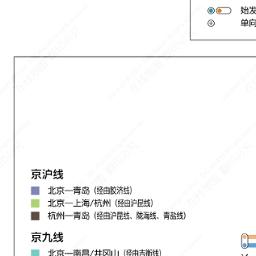 始发
单向
京沪线
北京—青岛（经由胶济线）
北京—上海/杭州（经由沪昆线）
杭州—青岛（经由沪昆线、陇海线、青盐线）
京九线
北京—南昌/井冈山（经由吉衡线）